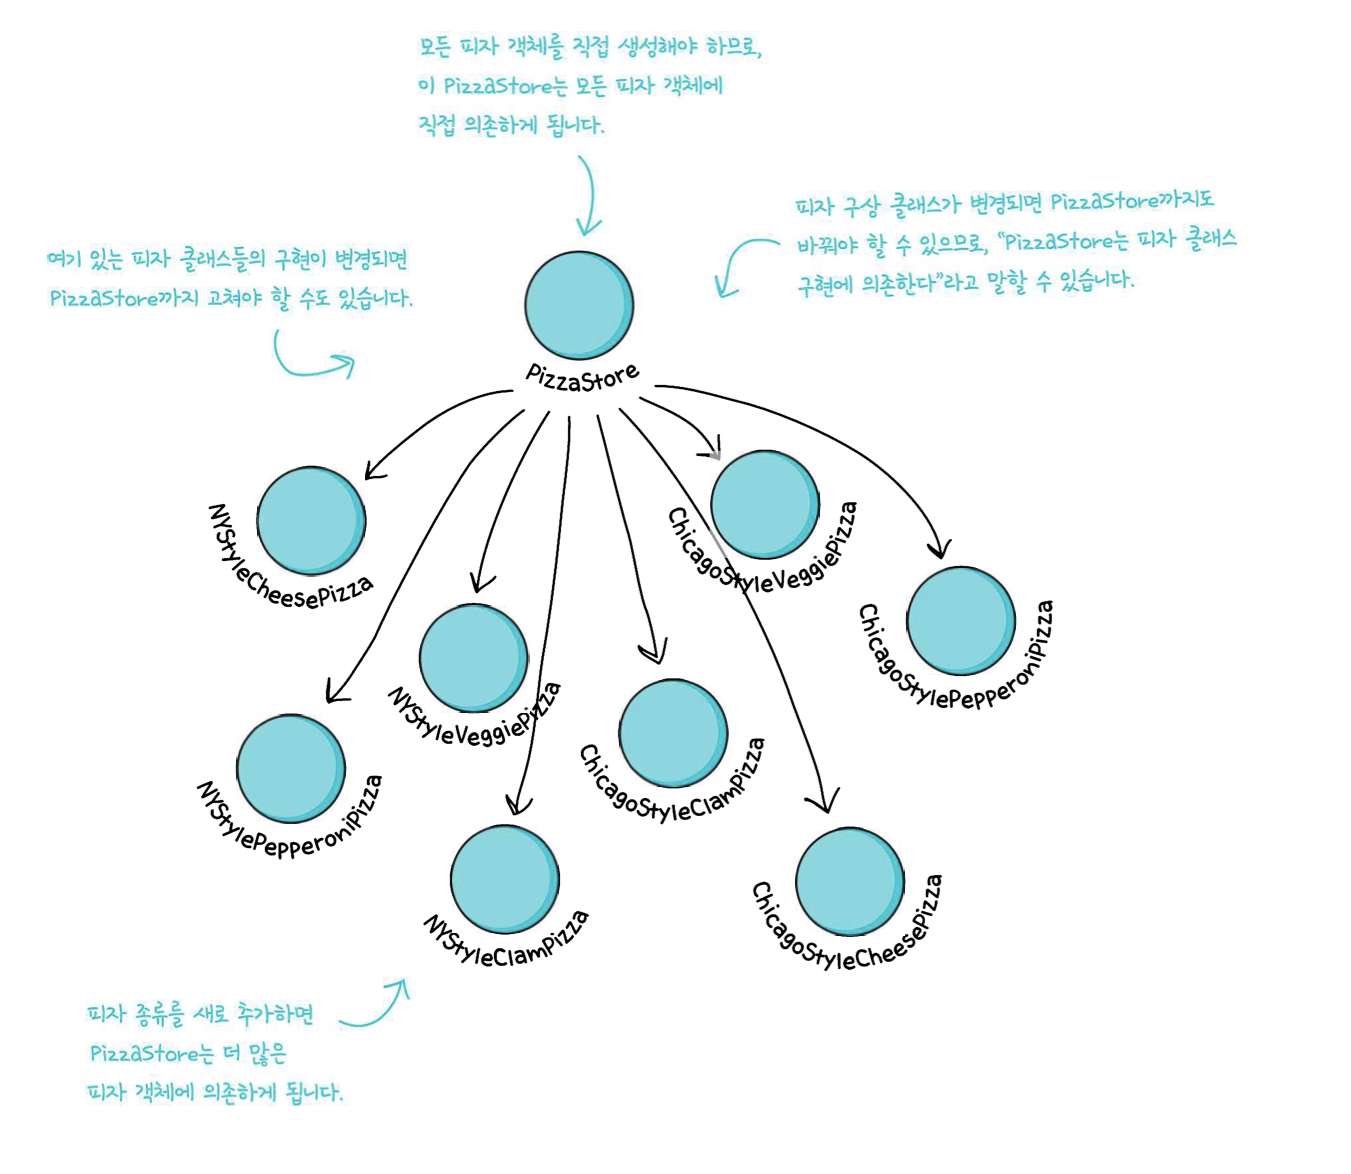 모든 피자 객체를 직접 생성해야 하므로,
이 PizzaStore는 모든 피자 객체에
직접 의존하게 됩니다.
피자 구상 클래스가 변경되면 PizzaStore까지도
바꿔야 할 수 있으므로, “PizzaStore는 피자 클래스
구현에 의존한다”라고 말할 수 있습니다.
여기 있는 피자 클래스들의 구현이 변경되면
PizzaStore까지 고쳐야 할 수도 있습니다.
PizzaStore
NYStyleCheesePizza
ChicagoStyleVeggiePizza
ChicagoStylePepperoniPizza
NYStyleVeggiePizza
ChicagoStyleClamPizza
NYStylePepperoniPizza
NYStyleClamPizza
ChicagoStyleCheesePizza
피자 종류를 새로 추가하면
PizzaStore는 더 많은
피자 객체에 의존하게 됩니다.